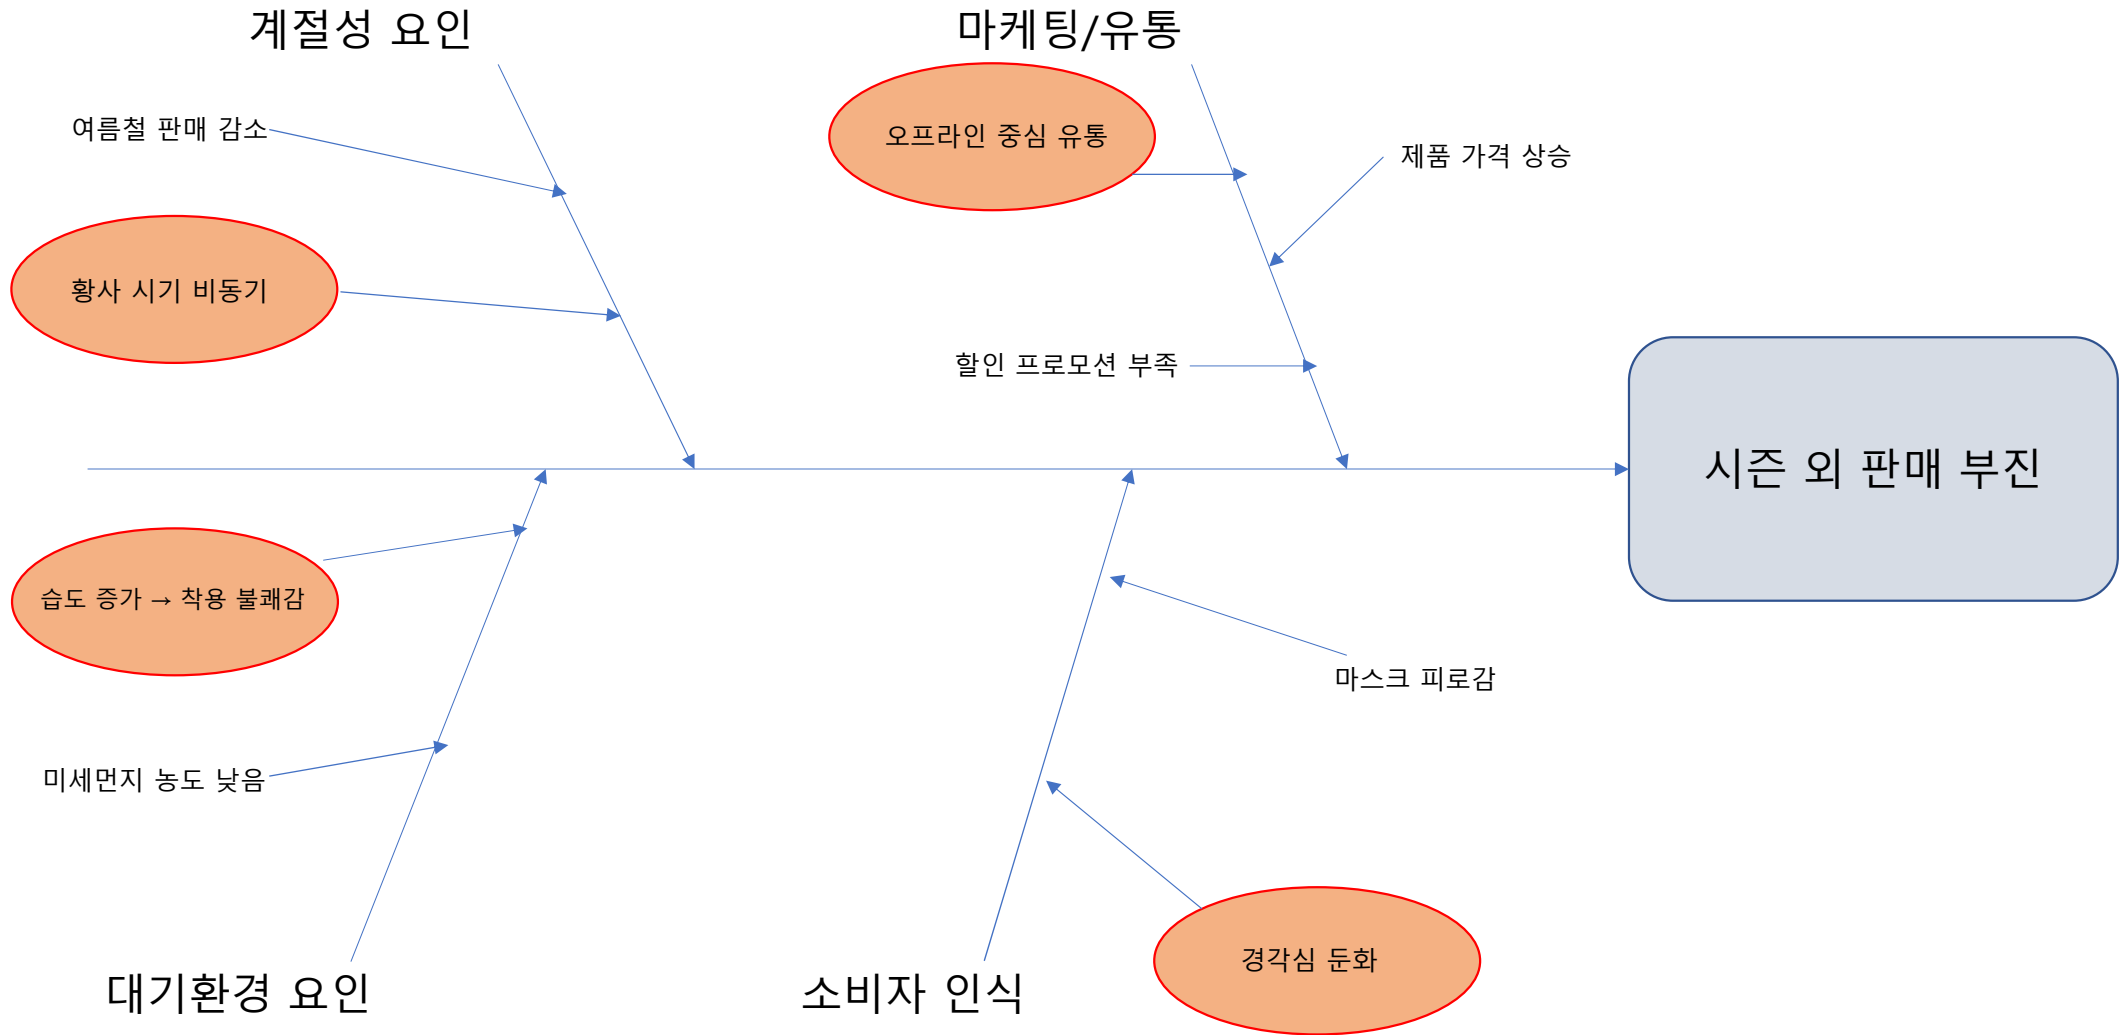 계절성 요인
마케팅/유통
여름철 판매 감소
오프라인 중심 유통
제품 가격 상승
황사 시기 비동기
할인 프로모션 부족
시즌 외 판매 부진
습도 증가 → 착용 불쾌감
마스크 피로감
미세먼지 농도 낮음
경각심 둔화
대기환경 요인
소비자 인식